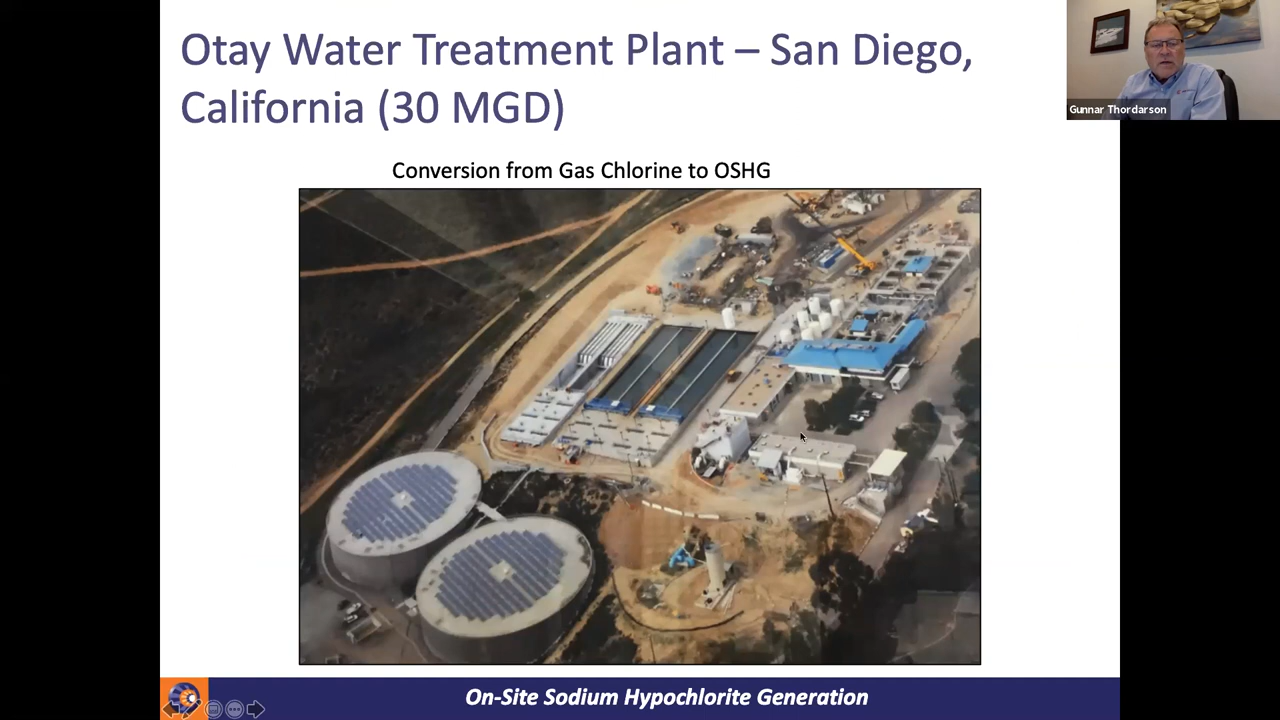 Otay Water Treatment Plant – San Diego,
California (30 MGD)
Gunnar Thordarson
Conversion from Gas Chlorine to OSHG
On-Site Sodium Hypochlorite Generation